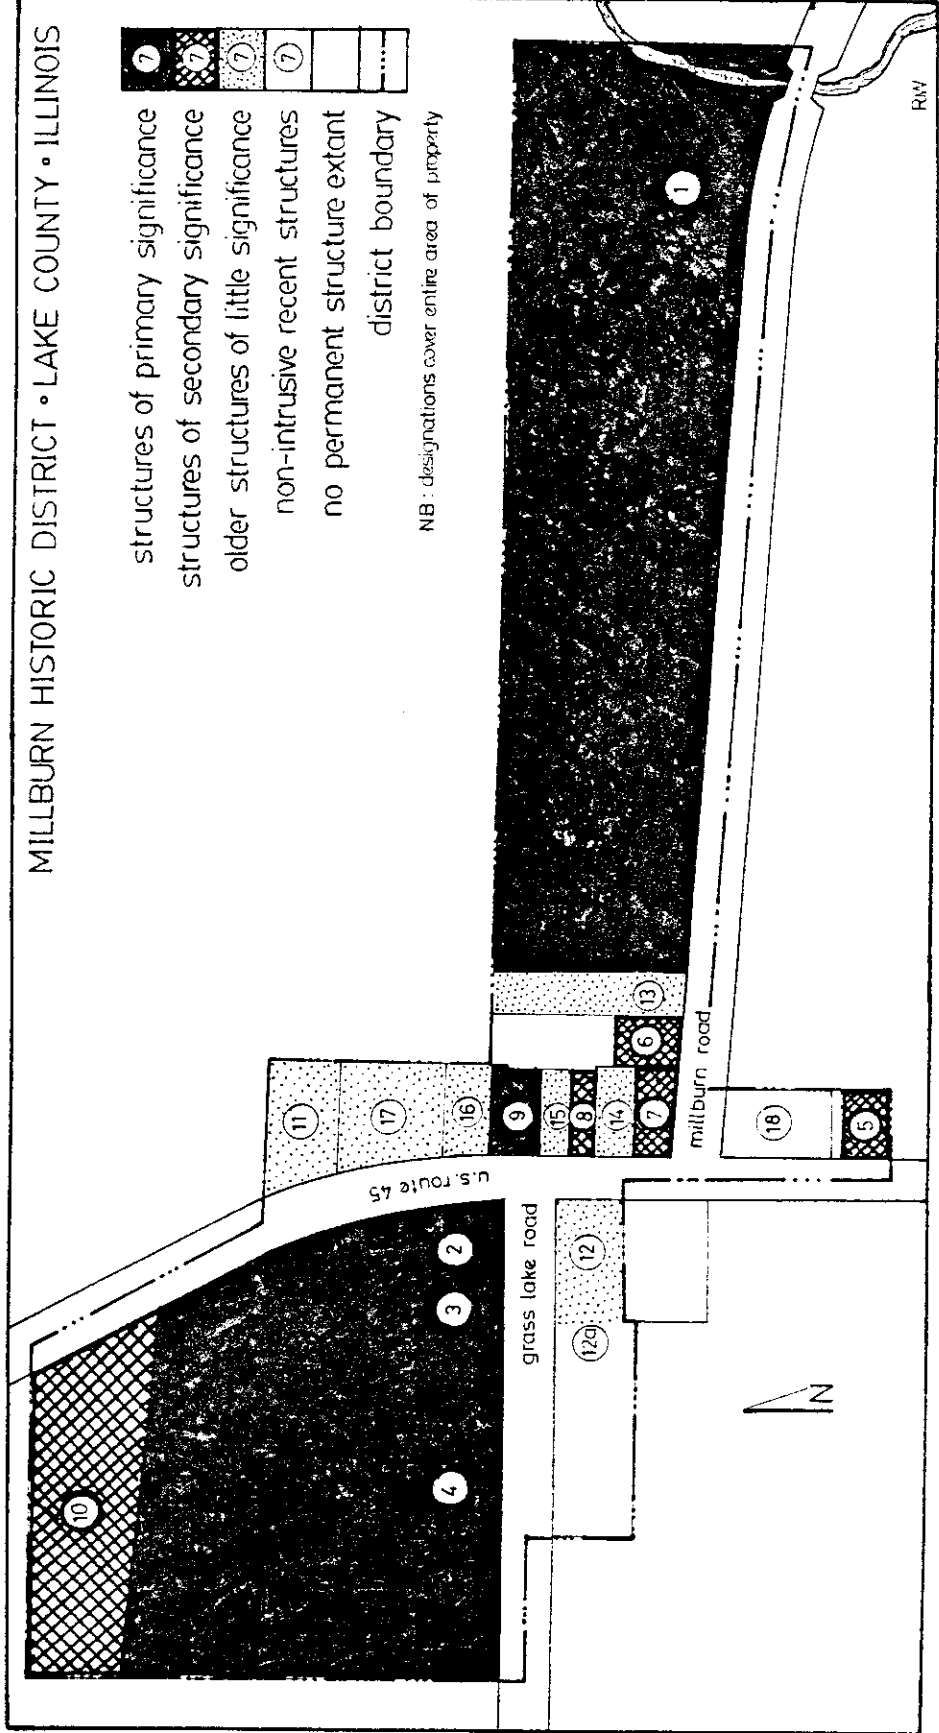 MILLBURN HISTORIC DISTRICT • LAKE COUNTY • ILLINOIS
structures of primary significance 7
structures of secondary significance 7
older structures of little significance 7
non-intrusive recent structures 7
no permanent structure extant
district boundary
NB : designations cover entire area of property
10
11
17
16
9
15
8
14
7
6
13
1
2
3
4
u.s. route 45
grass lake road
12
12a
millburn road
18
5
N
RW